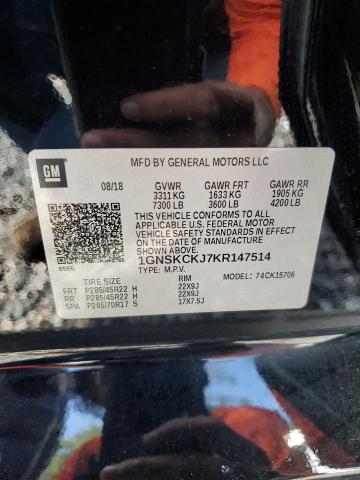 GM
MFD BY GENERAL MOTORS LLC
08/18 GVWR GAWR FRT GAWR RR
3311 KG 1633 KG 1905 KG
7300 LB 3600 LB 4200 LB
THIS VEHICLE CONFORMS TO ALL
APPLICABLE U.S. FEDERAL MOTOR
VEHICLE SAFETY STANDARDS IN EFFECT
ON THE DATE OF MANUFACTURE
SHOWN ABOVE.
1GNSKCKJ7KR147514
6555 TYPE: M.P.V. MODEL: 74CK15706
TIRE SIZE RIM
FRT P285/45R22 H 22X9J
RR P285/45R22 H 22X9J
SPA P265/70R17 S 17X7.5J